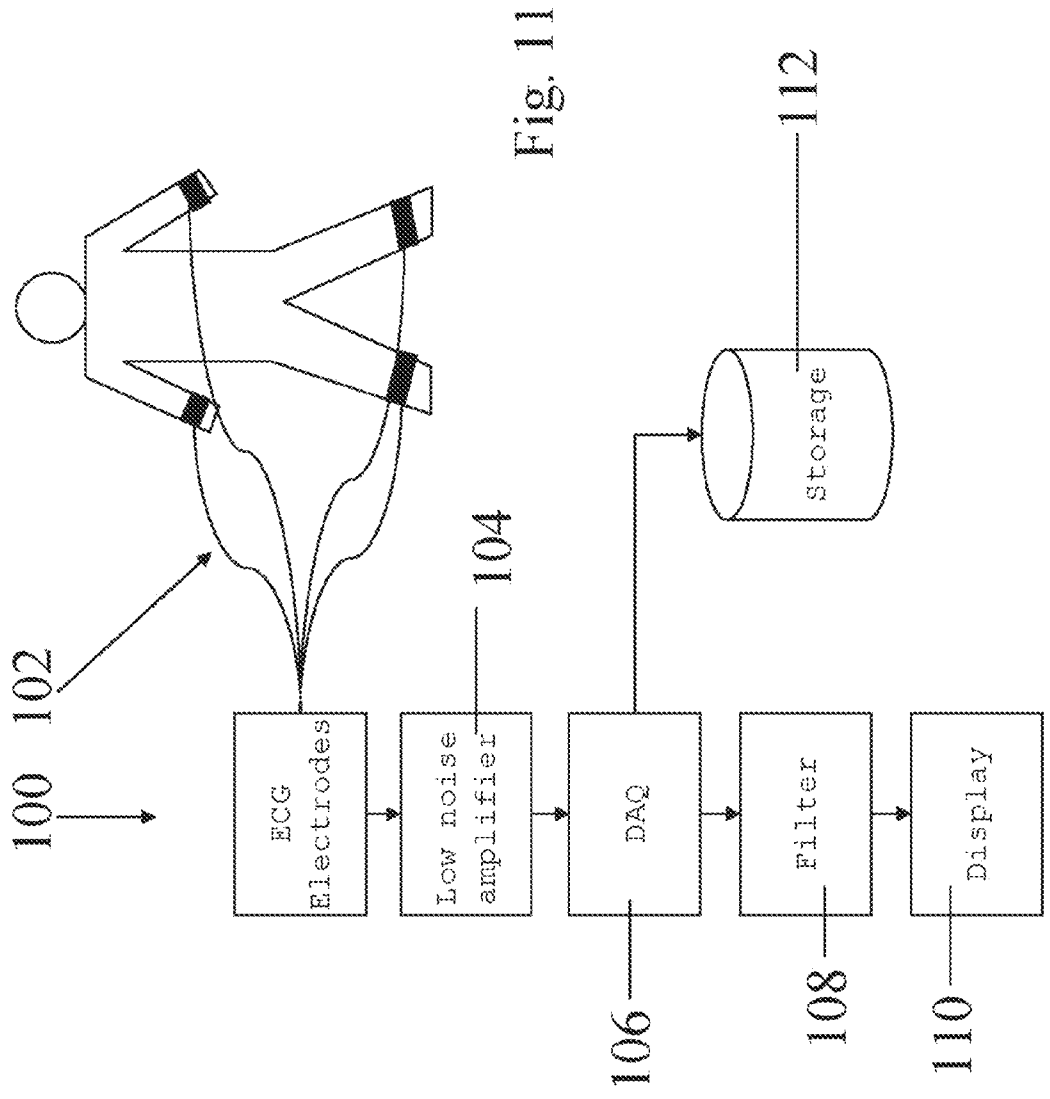 100
102
ECG
Electrodes
Low noise
amplifier
104
DAQ
106
Filter
108
Display
110
Storage
112
Fig. 11